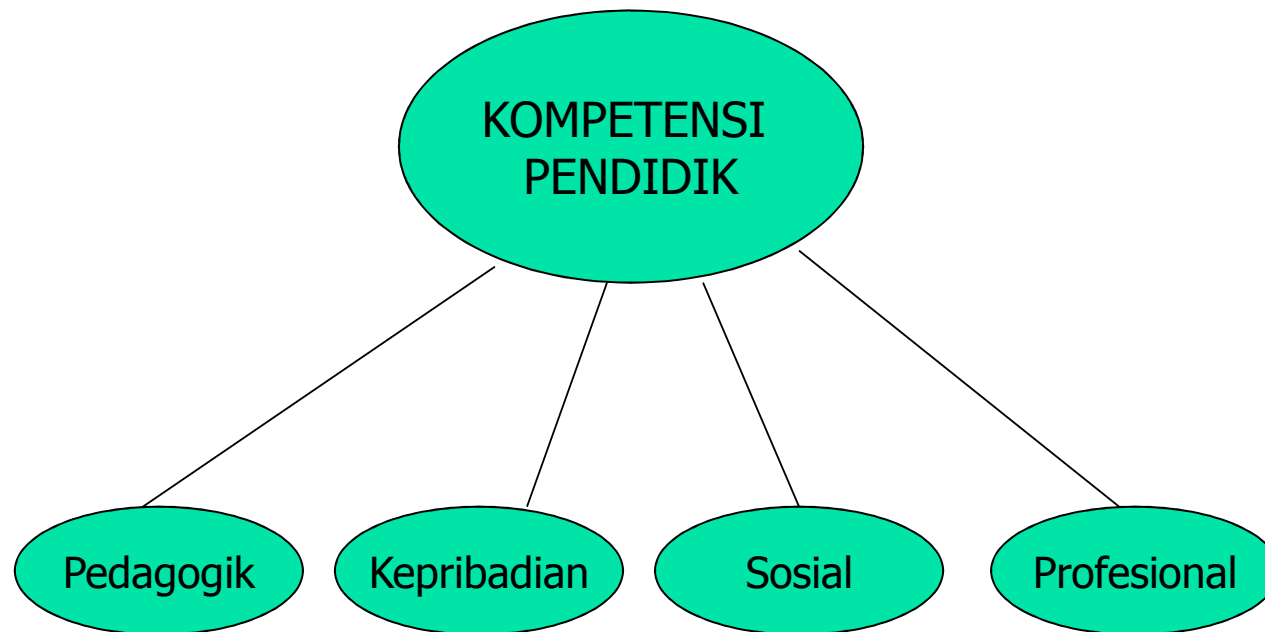 KOMPETENSI
PENDIDIK
Pedagogik
Kepribadian
Sosial
Profesional